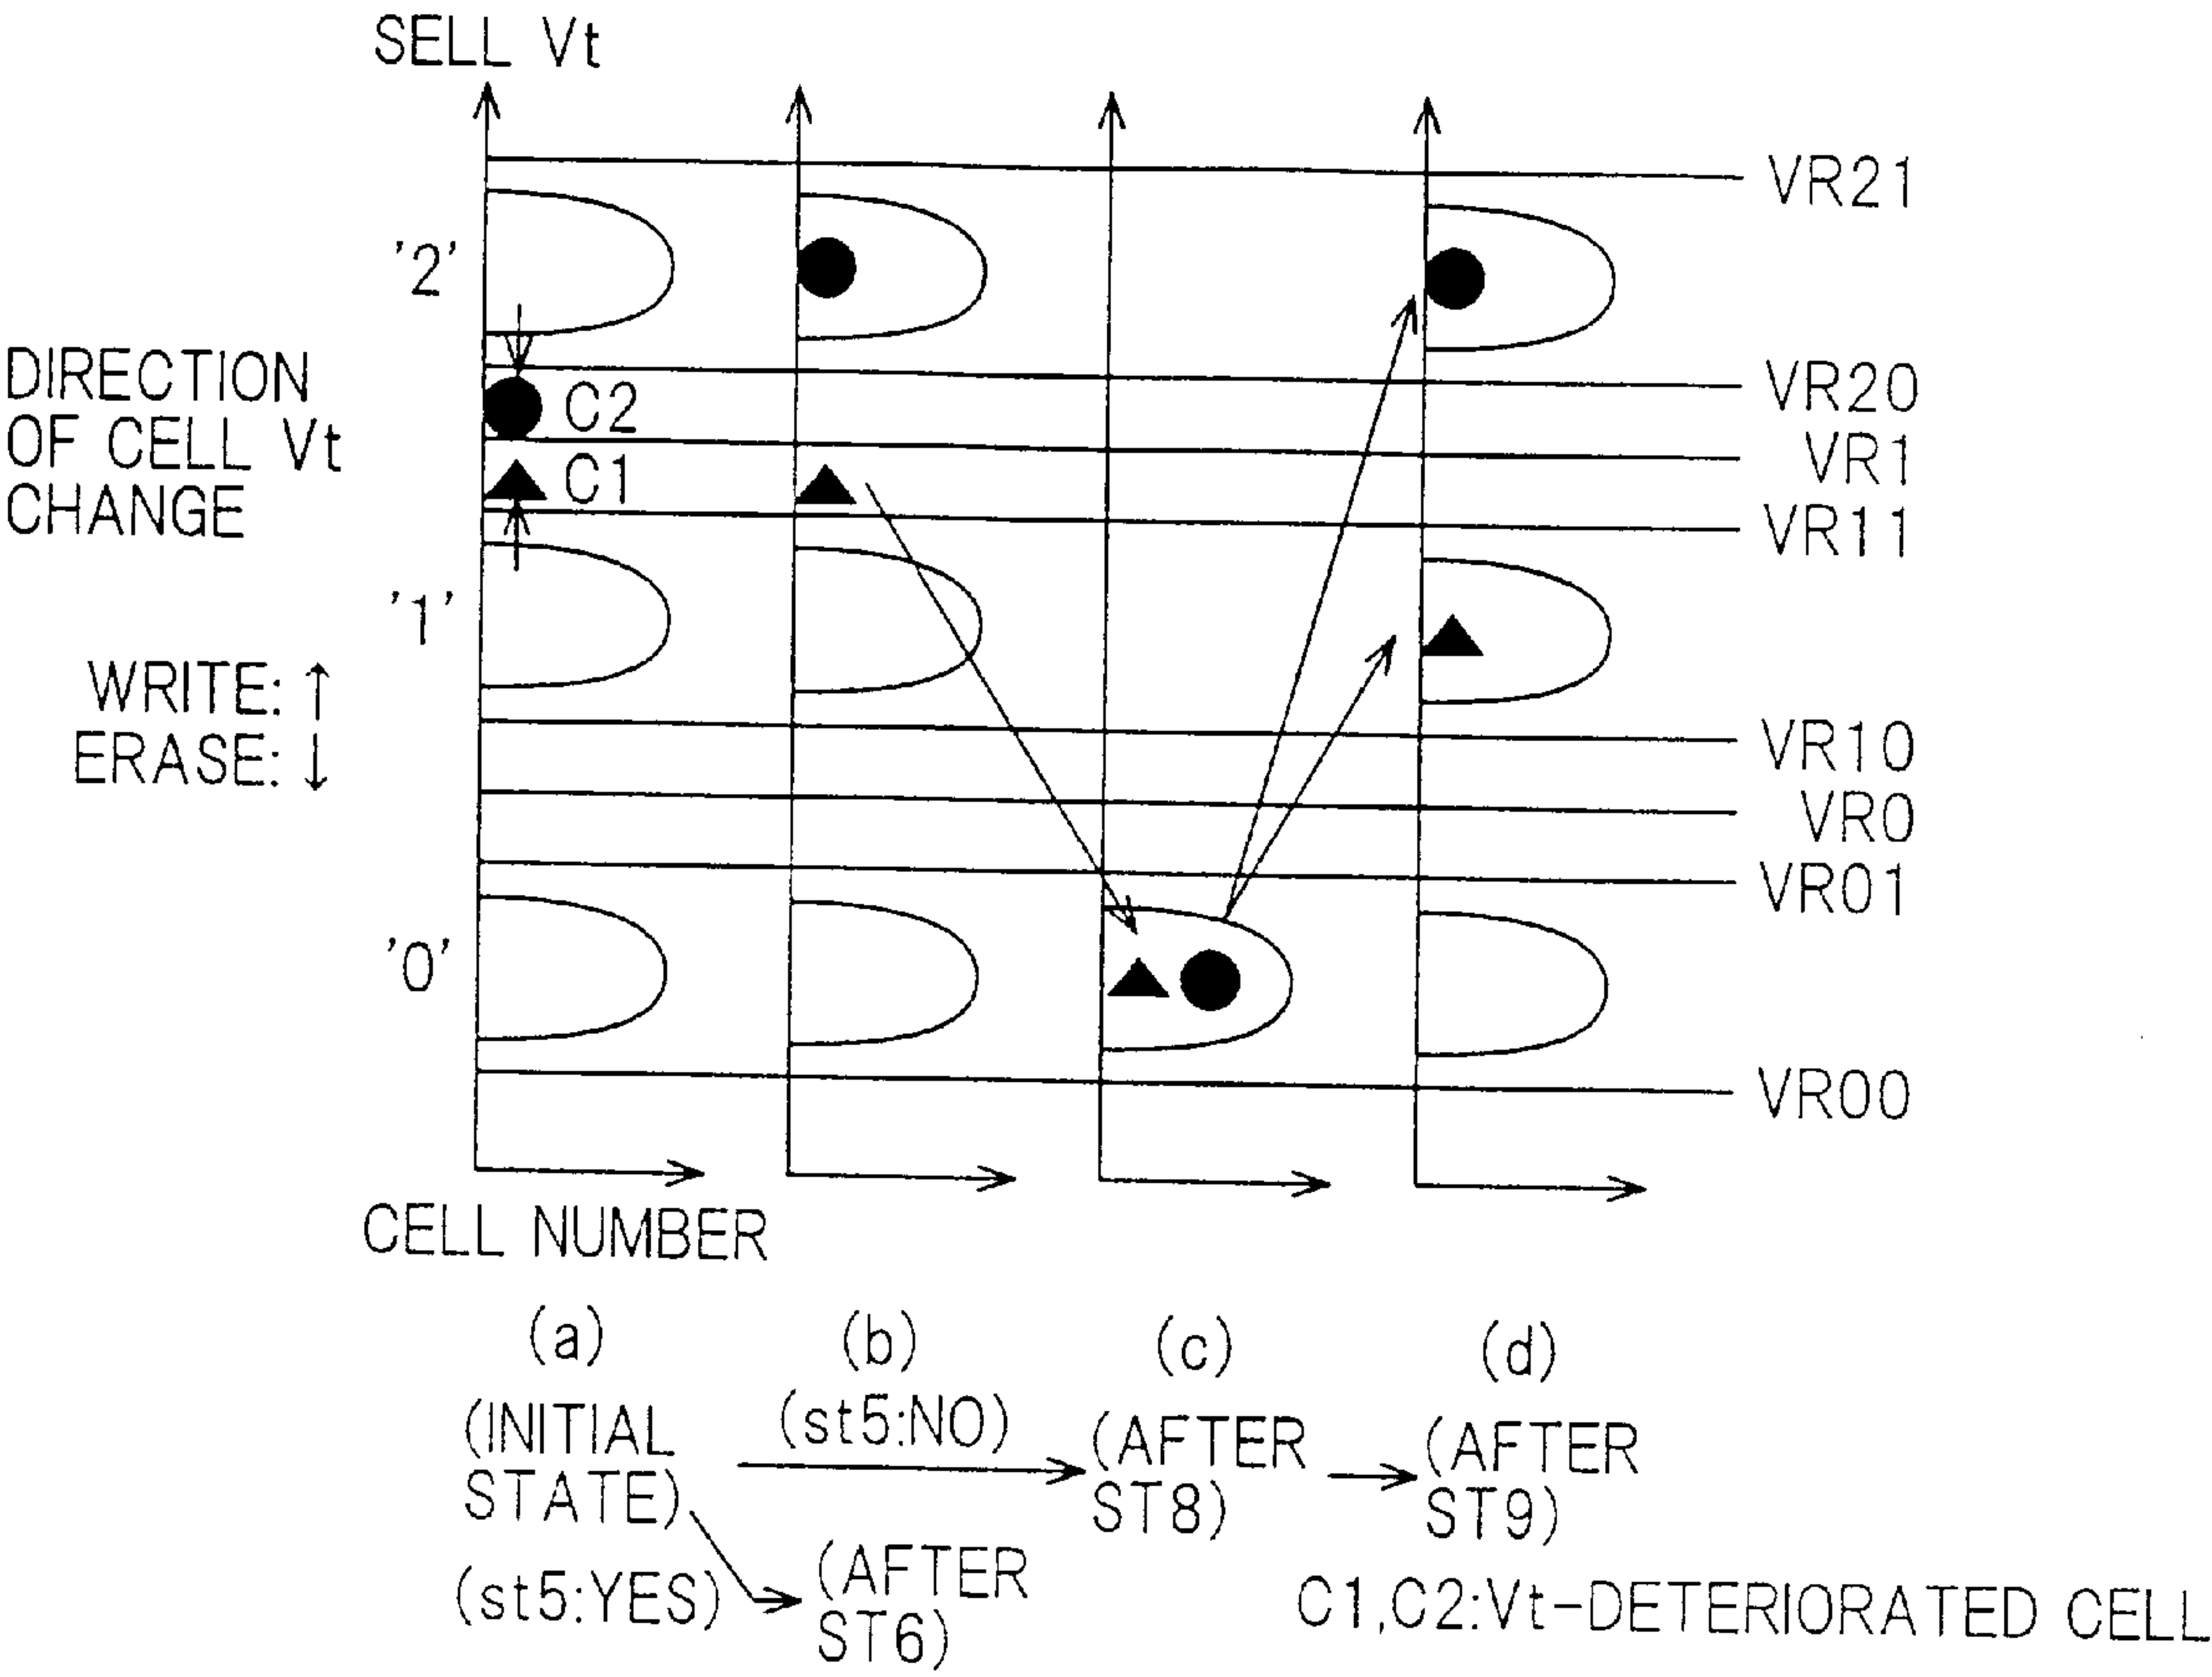 SELL Vt
VR21
'2'
DIRECTION
OF CELL Vt
CHANGE
C2
C1
VR20
VR1
VR11
'1'
WRITE: ↑
ERASE: ↓
VR10
VR0
VR01
'0'
VR00
CELL NUMBER
(a)
(b)
(c)
(d)
(INITIAL
STATE)
(st5:NO)
(AFTER
ST8)
(AFTER
ST9)
(st5:YES)
(AFTER
ST6)
C1,C2:Vt-DETERIORATED CELL